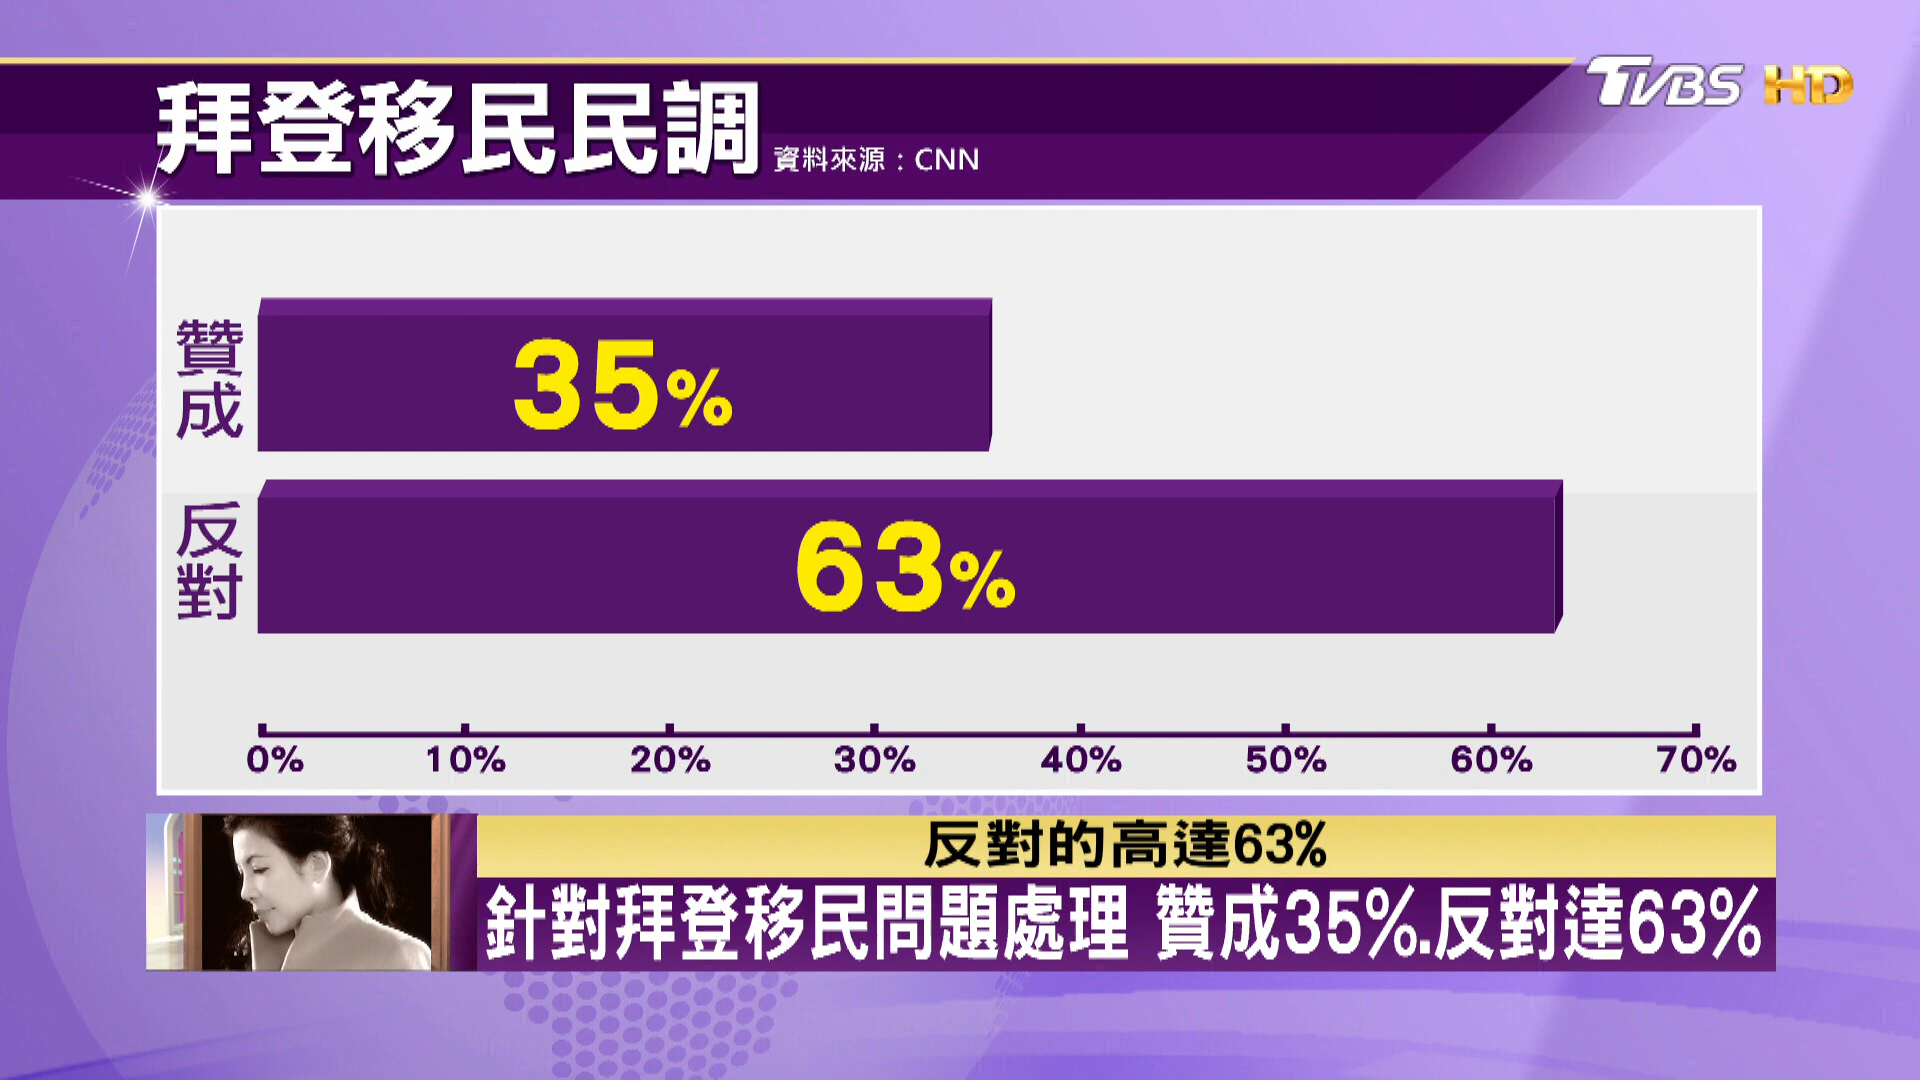 TVBS HD
拜登移民民調 資料來源：CNN
贊成
35%
反對
63%
0% 10% 20% 30% 40% 50% 60% 70%
反對的高達63%
針對拜登移民問題處理 贊成35%.反對達63%